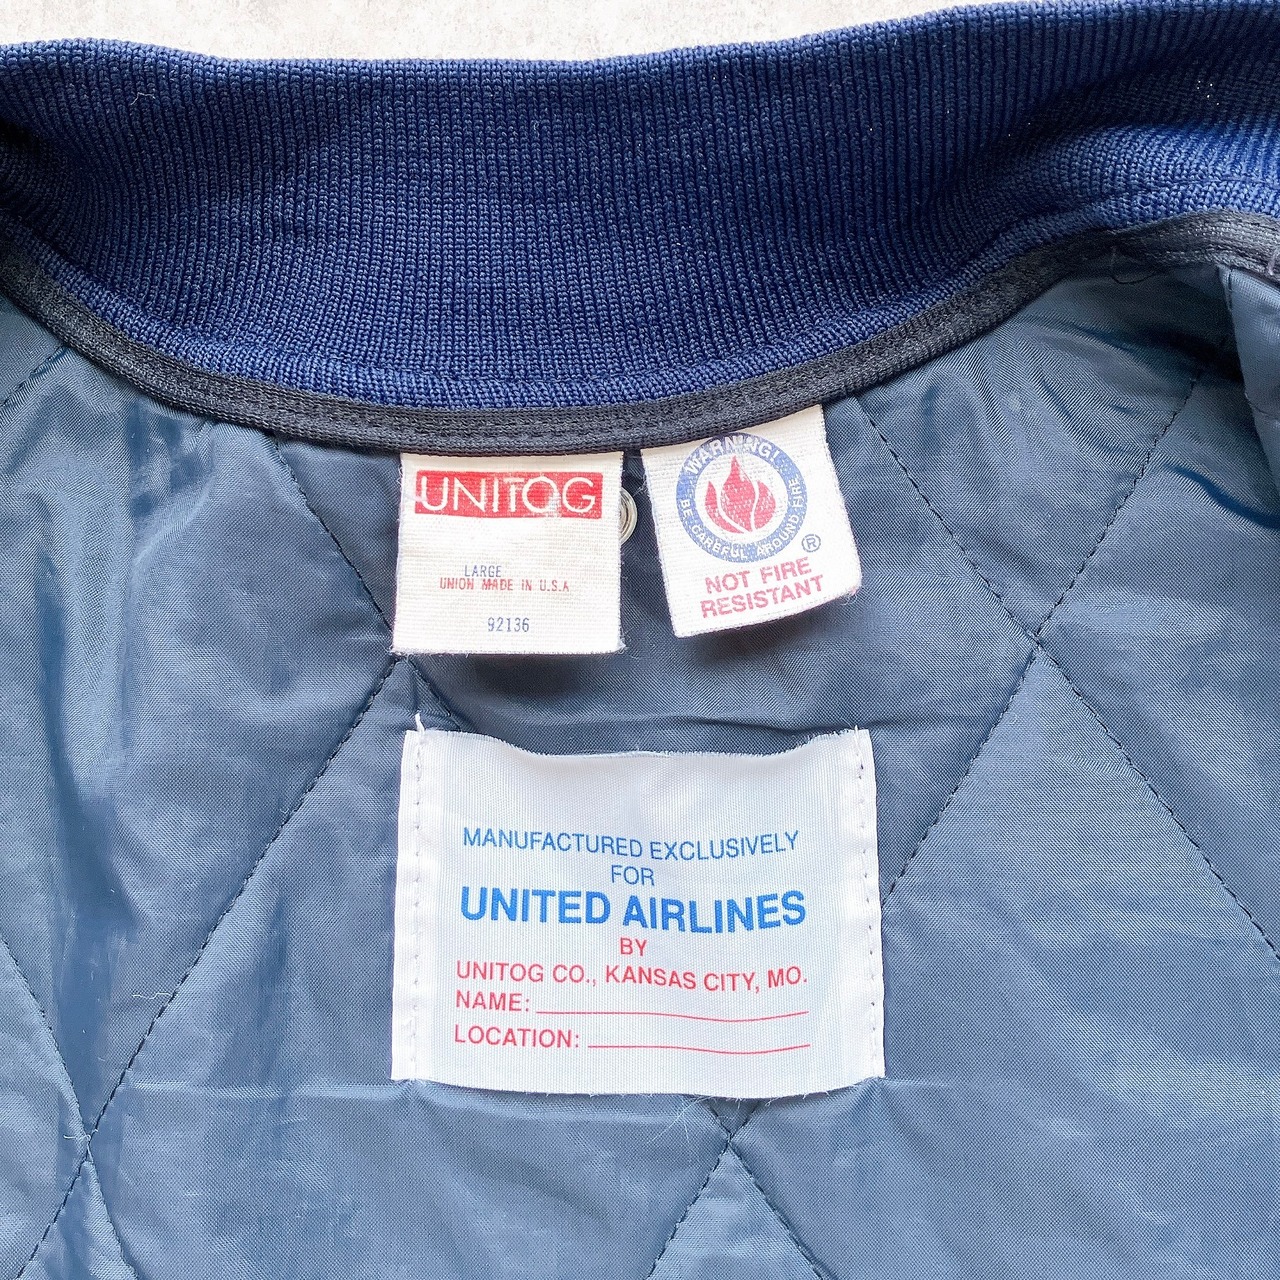 UNITOG
LARGE
UNION MADE IN U.S.A
92136
WARNING!
BE CAREFUL AROUND FIRE
®
NOT FIRE
RESISTANT
MANUFACTURED EXCLUSIVELY
FOR
UNITED AIRLINES
BY
UNITOG CO., KANSAS CITY, MO.
NAME:
LOCATION: